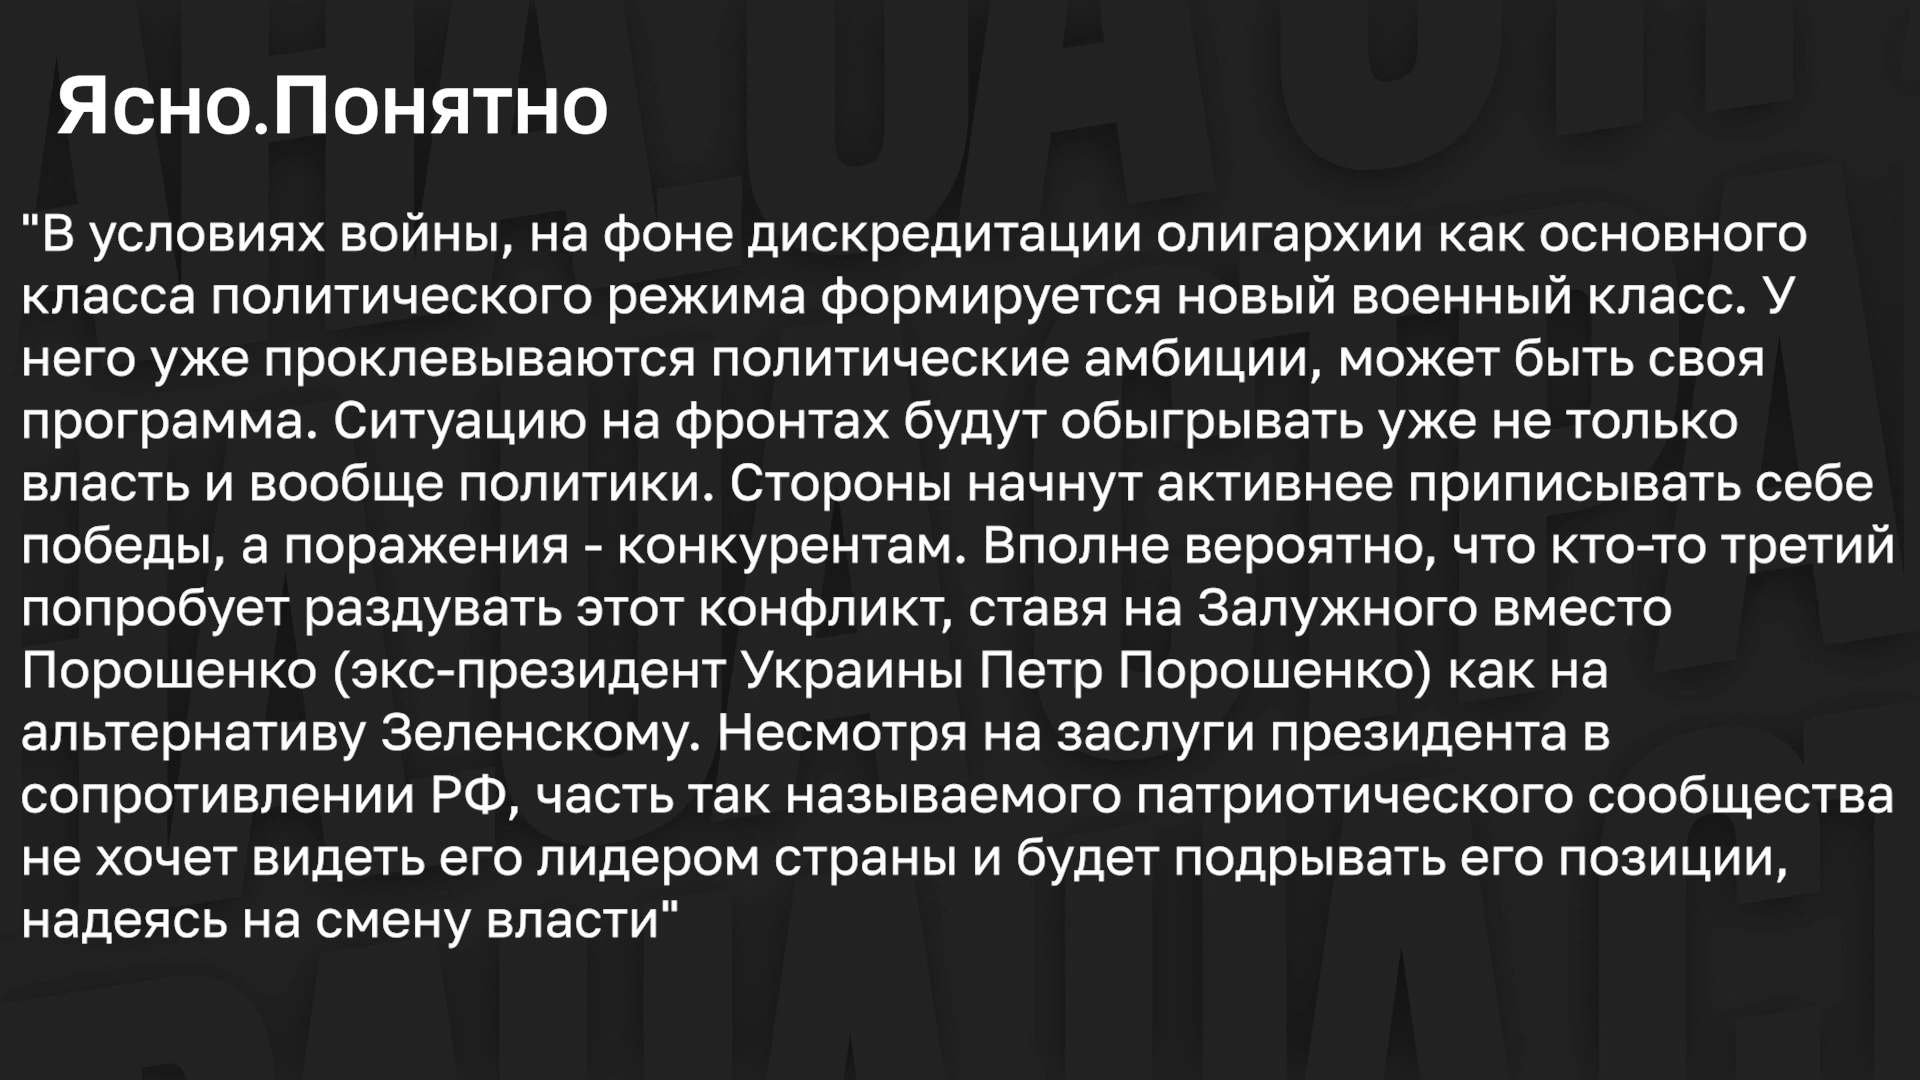 Ясно.Понятно
"В условиях войны, на фоне дискредитации олигархии как основного
класса политического режима формируется новый военный класс. У
него уже проклевываются политические амбиции, может быть своя
программа. Ситуацию на фронтах будут обыгрывать уже не только
власть и вообще политики. Стороны начнут активнее приписывать себе
победы, а поражения - конкурентам. Вполне вероятно, что кто-то третий
попробует раздувать этот конфликт, ставя на Залужного вместо
Порошенко (экс-президент Украины Петр Порошенко) как на
альтернативу Зеленскому. Несмотря на заслуги президента в
сопротивлении РФ, часть так называемого патриотического сообщества
не хочет видеть его лидером страны и будет подрывать его позиции,
надеясь на смену власти"